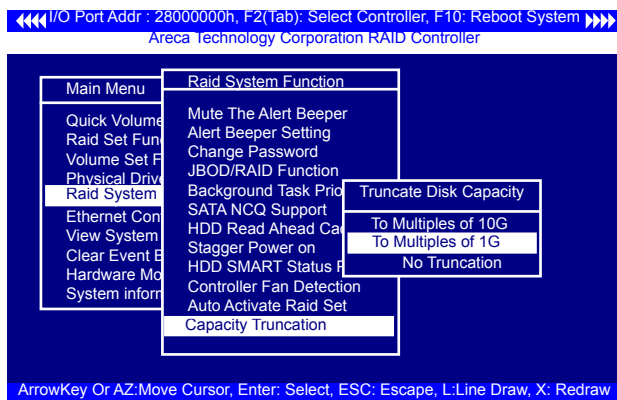 I/O Port Addr : 28000000h, F2(Tab): Select Controller, F10: Reboot System
Areca Technology Corporation RAID Controller
Main Menu
Quick Volume
Raid Set Fun
Volume Set F
Physical Driv
Raid System
Ethernet Con
View System
Clear Event B
Hardware Mo
System inforn
Raid System Function
Mute The Alert Beeper
Alert Beeper Setting
Change Password
JBOD/RAID Function
Background Task Prio
SATA NCQ Support
HDD Read Ahead Ca
Stagger Power on
HDD SMART Status P
Controller Fan Detection
Auto Activate Raid Set
Capacity Truncation
Truncate Disk Capacity
To Multiples of 10G
To Multiples of 1G
No Truncation
ArrowKey Or AZ:Move Cursor, Enter: Select, ESC: Escape, L:Line Draw, X: Redraw